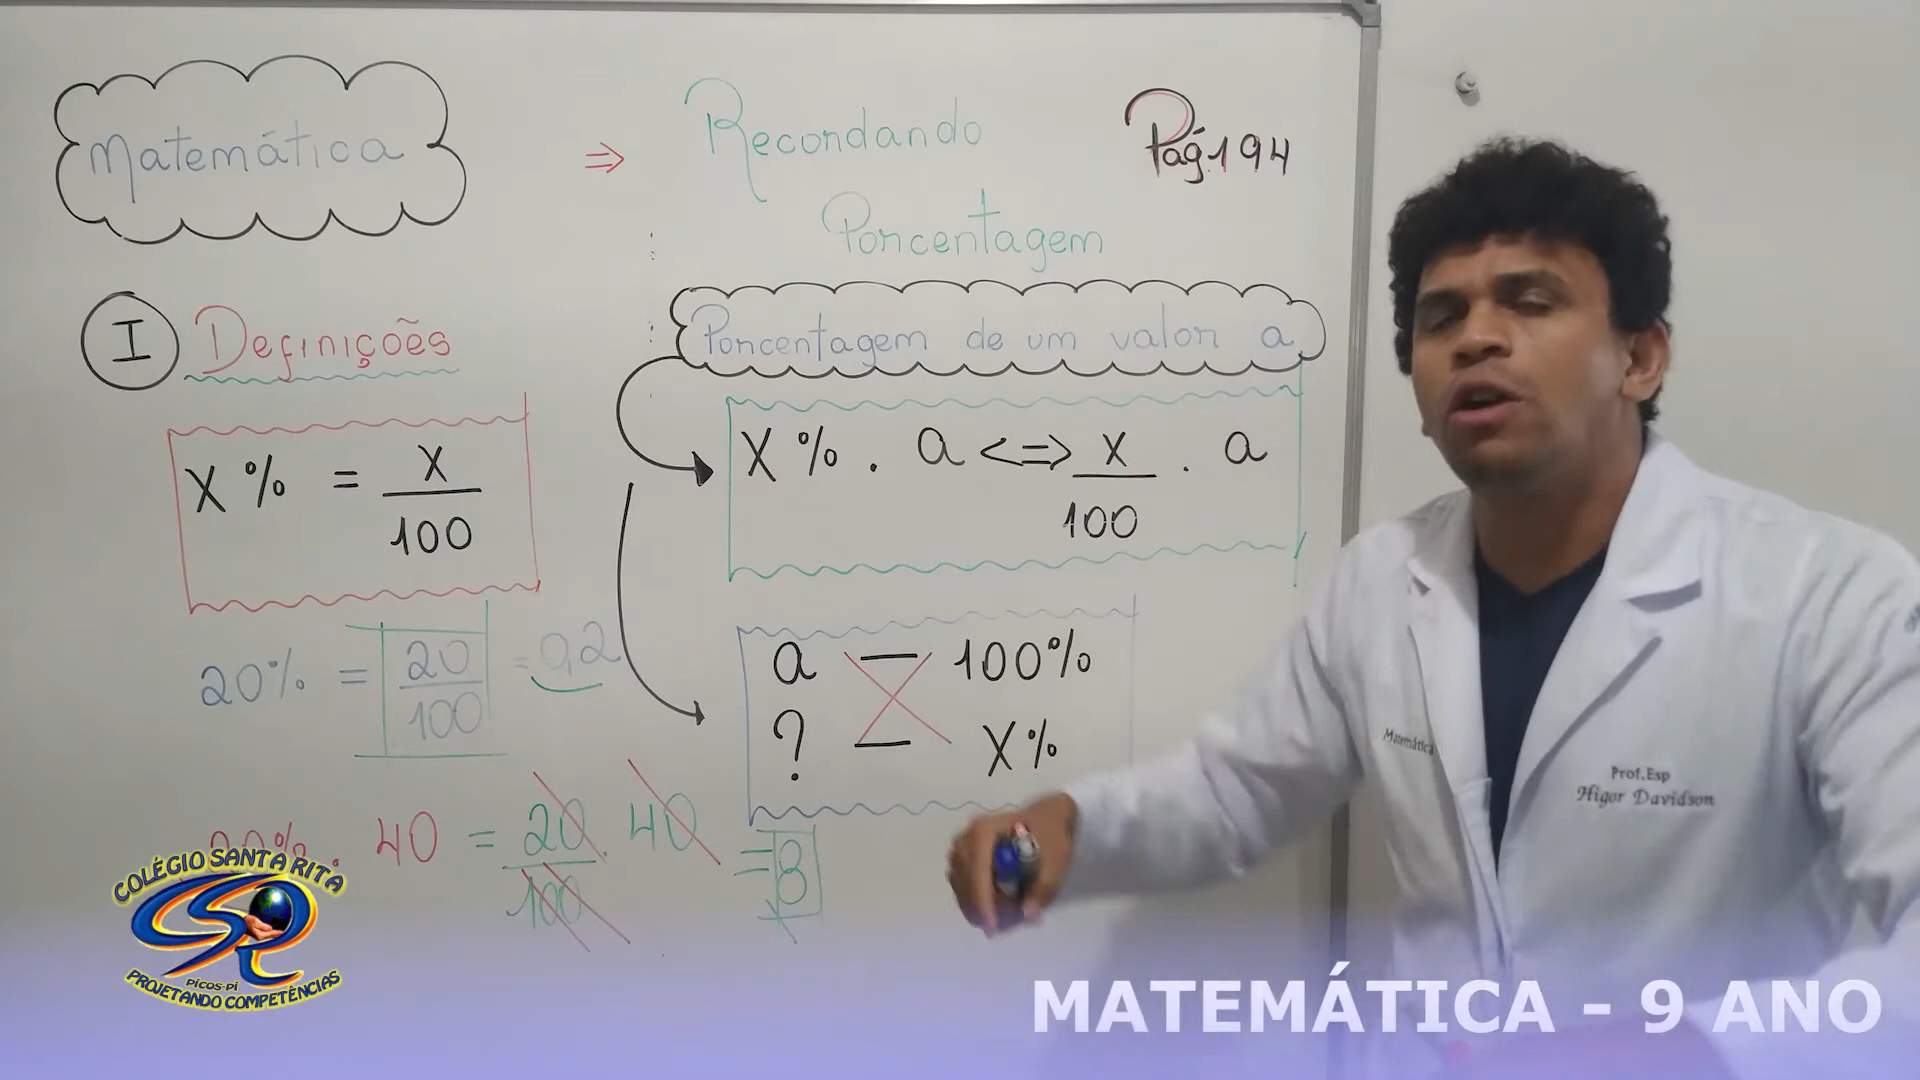 Matemática
⇒ Recordando
Porcentagem
Pág.194
I Definições
X% = X/100
20% = 20/100 = 0,2
20% . 40 = 20/100 . 40 = 8
Porcentagem de um valor a
X% . a <=> X/100 . a
a — 100%
? — X%
Matemática
Prof.Esp
Higor Davidson
COLÉGIO SANTA RITA
PICOS-PI
PROJETANDO COMPETÊNCIAS
MATEMÁTICA - 9 ANO